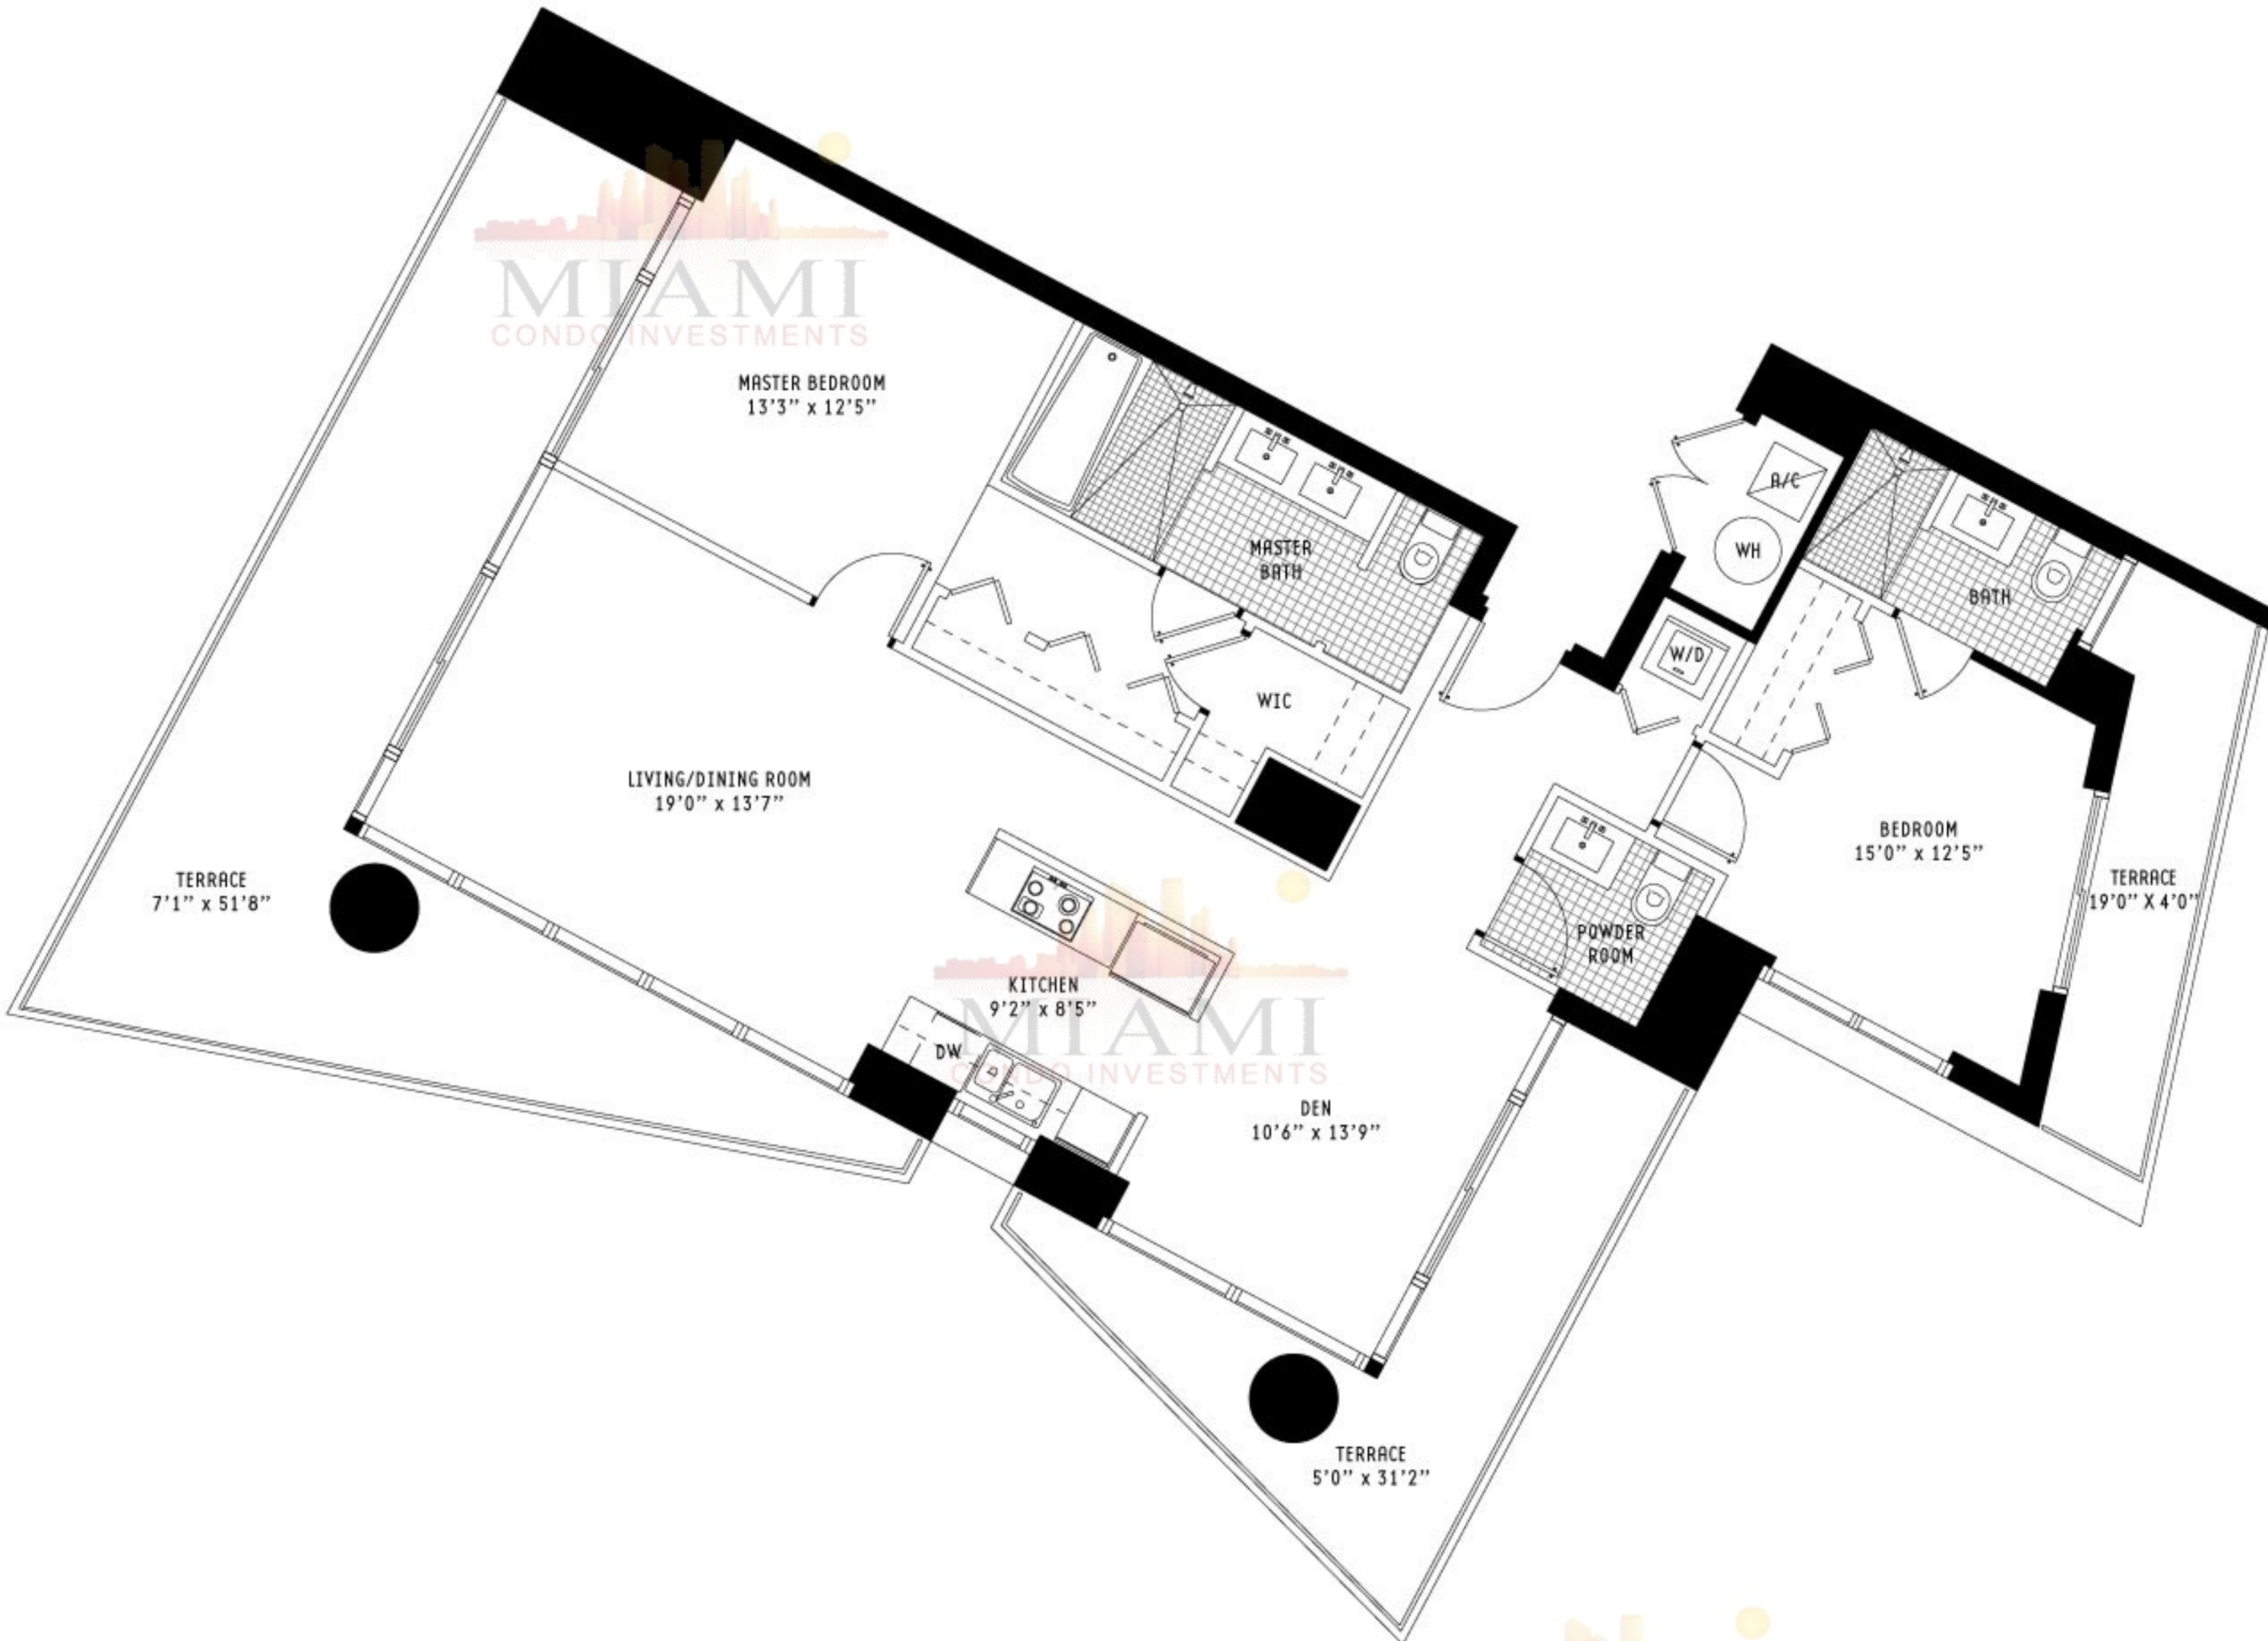 MIAMI
CONDO INVESTMENTS
MASTER BEDROOM
13'3" x 12'5"
MASTER
BATH
A/C
WH
BATH
W/D
WIC
LIVING/DINING ROOM
19'0" x 13'7"
BEDROOM
15'0" x 12'5"
TERRACE
7'1" x 51'8"
TERRACE
19'0" X 4'0"
POWDER
ROOM
KITCHEN
9'2" x 8'5"
MIAMI
CONDO INVESTMENTS
DW
DEN
10'6" x 13'9"
TERRACE
5'0" x 31'2"